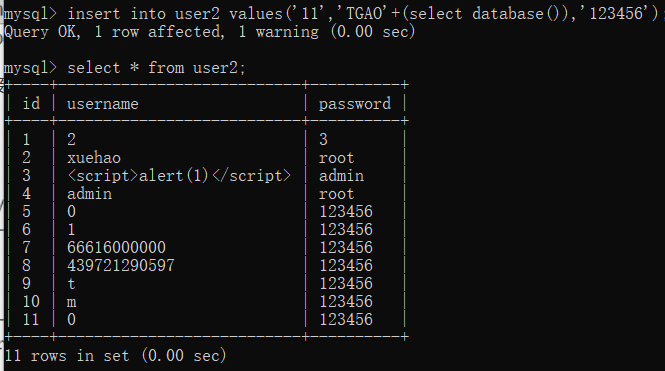 mysql> insert into user2 values('11','TGAO'+(select database()),'123456')
Query OK, 1 row affected, 1 warning (0.00 sec)
mysql> select * from user2;
+----+---------------------------+----------+
| id | username                  | password |
+----+---------------------------+----------+
| 1  | 2                         | 3        |
| 2  | xuehao                    | root     |
| 3  | <script>alert(1)</script> | admin    |
| 4  | admin                     | root     |
| 5  | 0                         | 123456   |
| 6  | 1                         | 123456   |
| 7  | 66616000000               | 123456   |
| 8  | 439721290597              | 123456   |
| 9  | t                         | 123456   |
| 10 | m                         | 123456   |
| 11 | 0                         | 123456   |
+----+---------------------------+----------+
11 rows in set (0.00 sec)